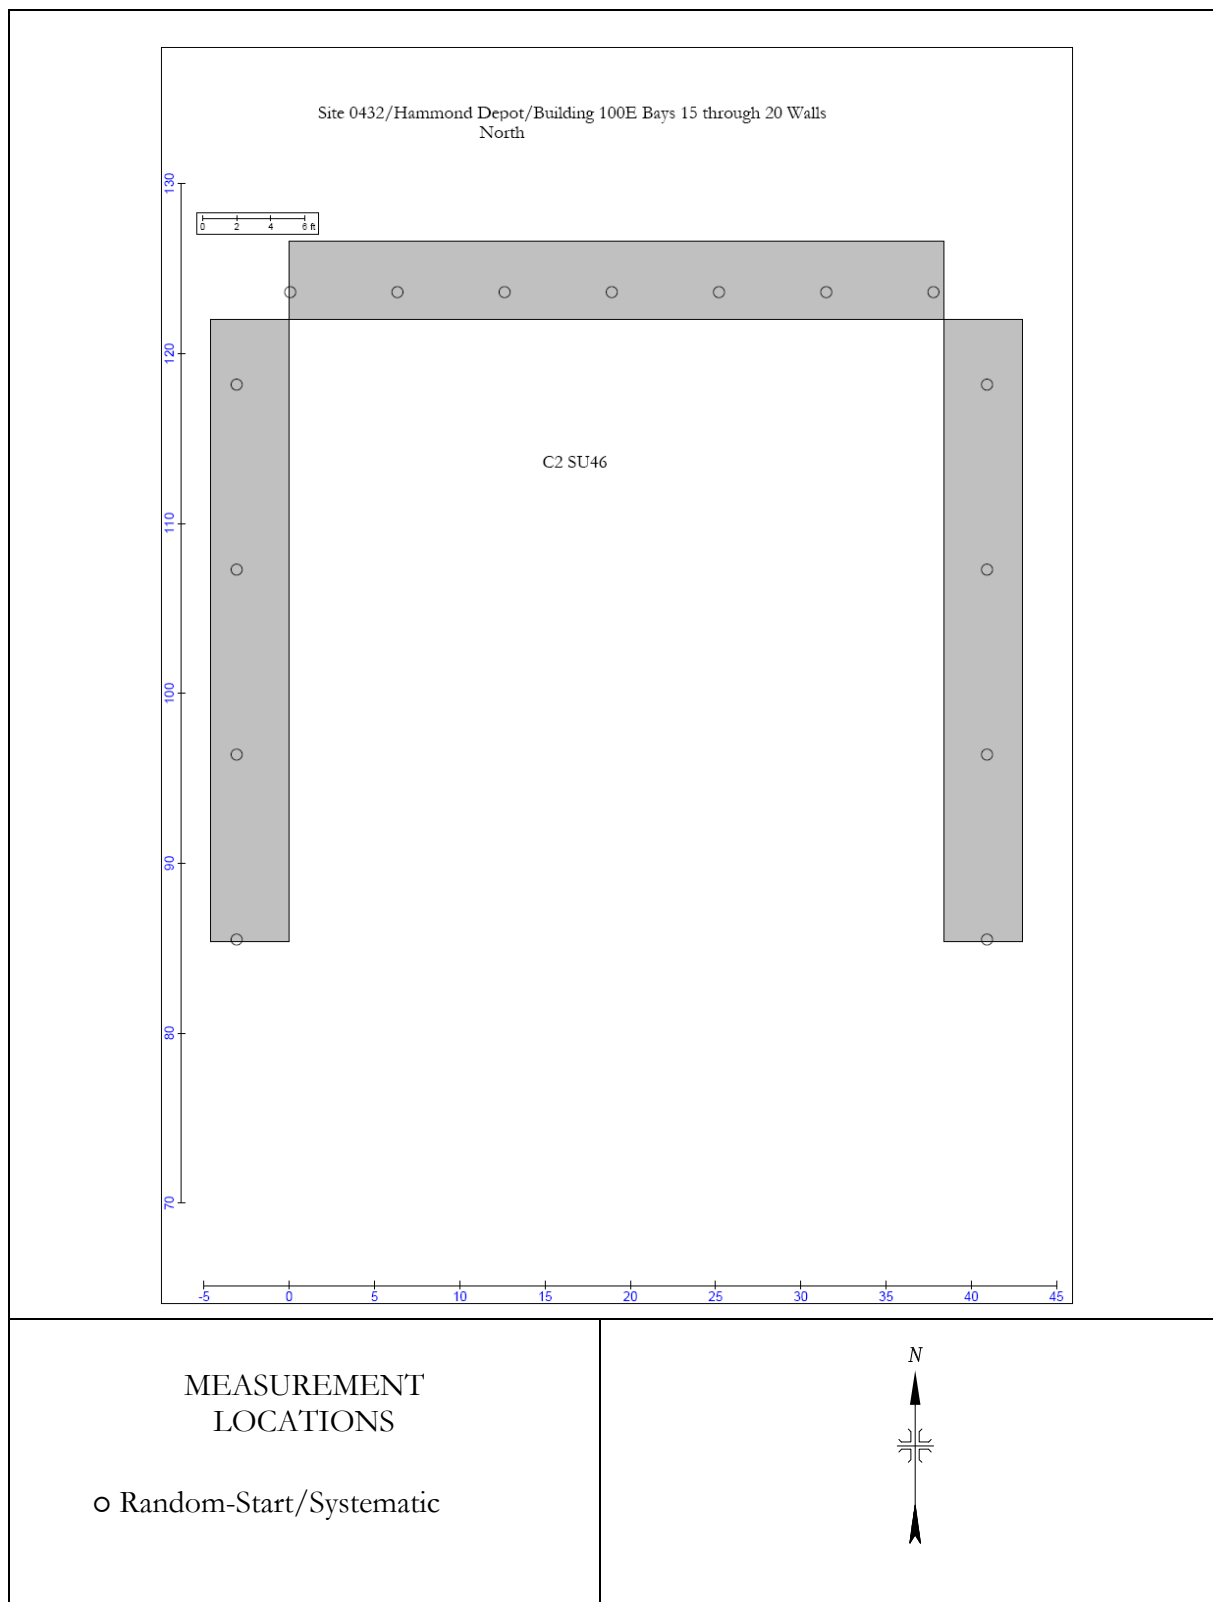 Site 0432/Hammond Depot/Building 100E Bays 15 through 20 Walls
North
130
0 2 4 6 ft
120
C2 SU46
110
100
90
80
70
-5 0 5 10 15 20 25 30 35 40 45
MEASUREMENT
LOCATIONS
Random-Start/Systematic
N